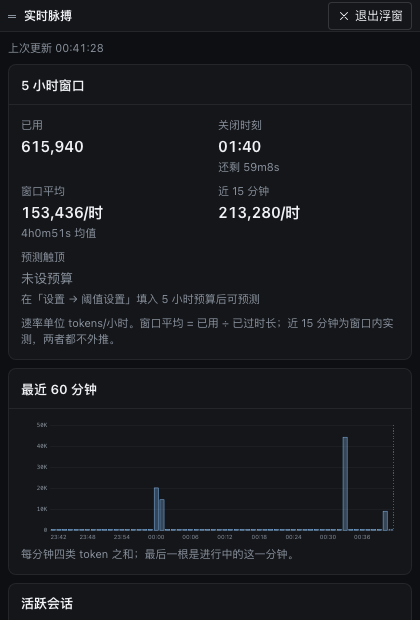 实时脉搏
退出浮窗
上次更新 00:41:28
5 小时窗口
已用 关闭时刻
615,940 01:40
还剩 59m8s
窗口平均 近 15 分钟
153,436/时 213,280/时
4h0m51s 均值
预测触顶
未设预算
在「设置 → 阈值设置」填入 5 小时预算后可预测
速率单位 tokens/小时。窗口平均 = 已用 ÷ 已过时长；近 15 分钟为窗口内实
测，两者都不外推。
最近 60 分钟
50K
40K
30K
20K
10K
0
23:42 23:48 23:54 00:00 00:06 00:12 00:18 00:24 00:30 00:36
每分钟四类 token 之和；最后一根是进行中的这一分钟。
活跃会话